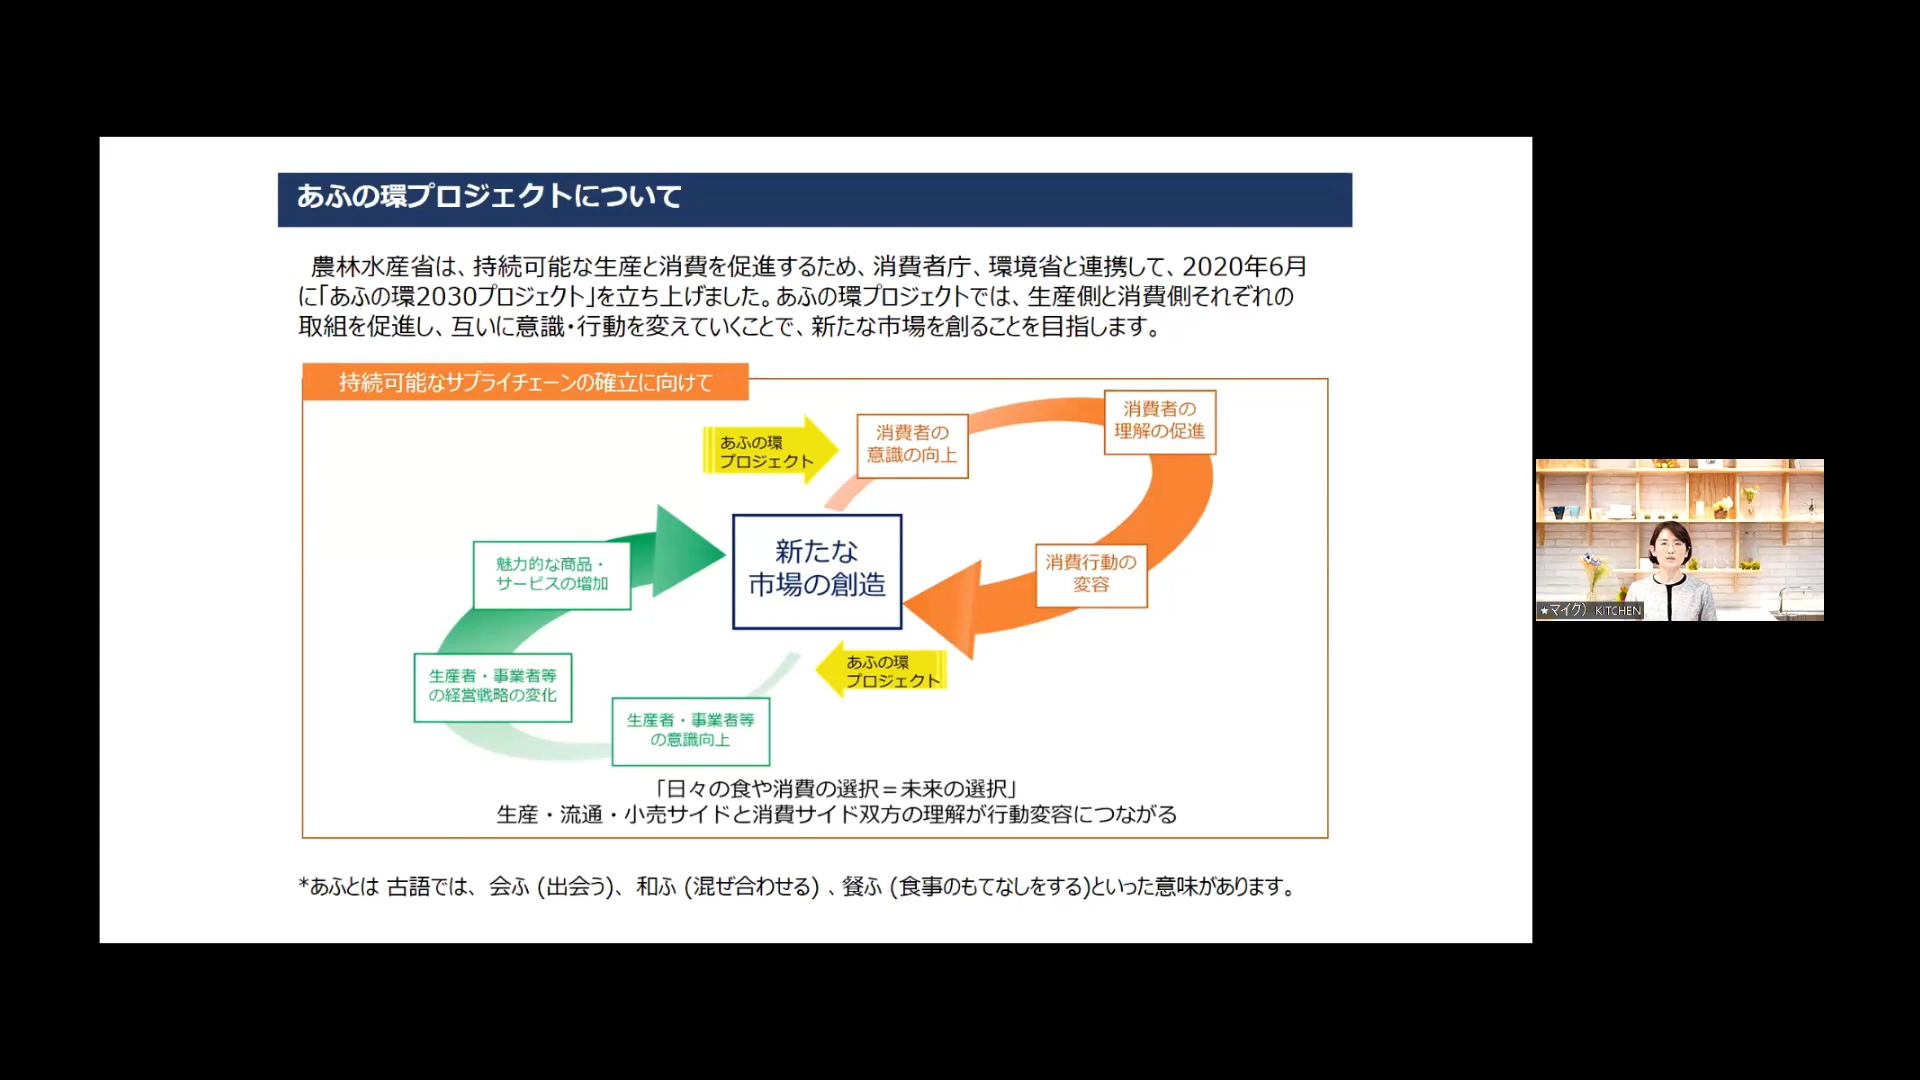 あふの環プロジェクトについて
農林水産省は、持続可能な生産と消費を促進するため、消費者庁、環境省と連携して、2020年6月
に「あふの環2030プロジェクト」を立ち上げました。あふの環プロジェクトでは、生産側と消費側それぞれの
取組を促進し、互いに意識・行動を変えていくことで、新たな市場を創ることを目指します。
持続可能なサプライチェーンの確立に向けて
あふの環
プロジェクト
消費者の
意識の向上
消費者の
理解の促進
消費行動の
変容
新たな
市場の創造
魅力的な商品・
サービスの増加
生産者・事業者等
の経営戦略の変化
生産者・事業者等
の意識向上
あふの環
プロジェクト
「日々の食や消費の選択＝未来の選択」
生産・流通・小売サイドと消費サイド双方の理解が行動変容につながる
*あふとは 古語では、会ふ (出会う)、和ふ (混ぜ合わせる) 、餐ふ (食事のもてなしをする)といった意味があります。
★マイク） KITCHEN